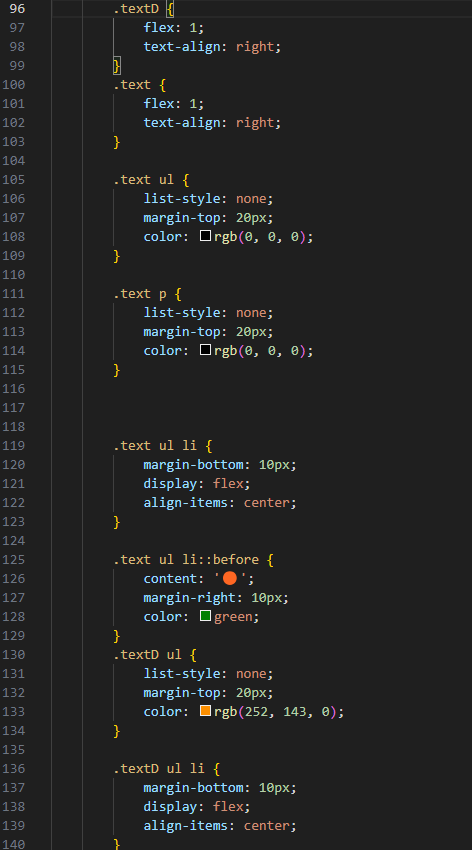 96 .textD {
97 flex: 1;
98 text-align: right;
99 }
100 .text {
101 flex: 1;
102 text-align: right;
103 }
104
105 .text ul {
106 list-style: none;
107 margin-top: 20px;
108 color: rgb(0, 0, 0);
109 }
110
111 .text p {
112 list-style: none;
113 margin-top: 20px;
114 color: rgb(0, 0, 0);
115 }
116
117
118
119 .text ul li {
120 margin-bottom: 10px;
121 display: flex;
122 align-items: center;
123 }
124
125 .text ul li::before {
126 content: '🟠';
127 margin-right: 10px;
128 color: green;
129 }
130 .textD ul {
131 list-style: none;
132 margin-top: 20px;
133 color: rgb(252, 143, 0);
134 }
135
136 .textD ul li {
137 margin-bottom: 10px;
138 display: flex;
139 align-items: center;
140 }